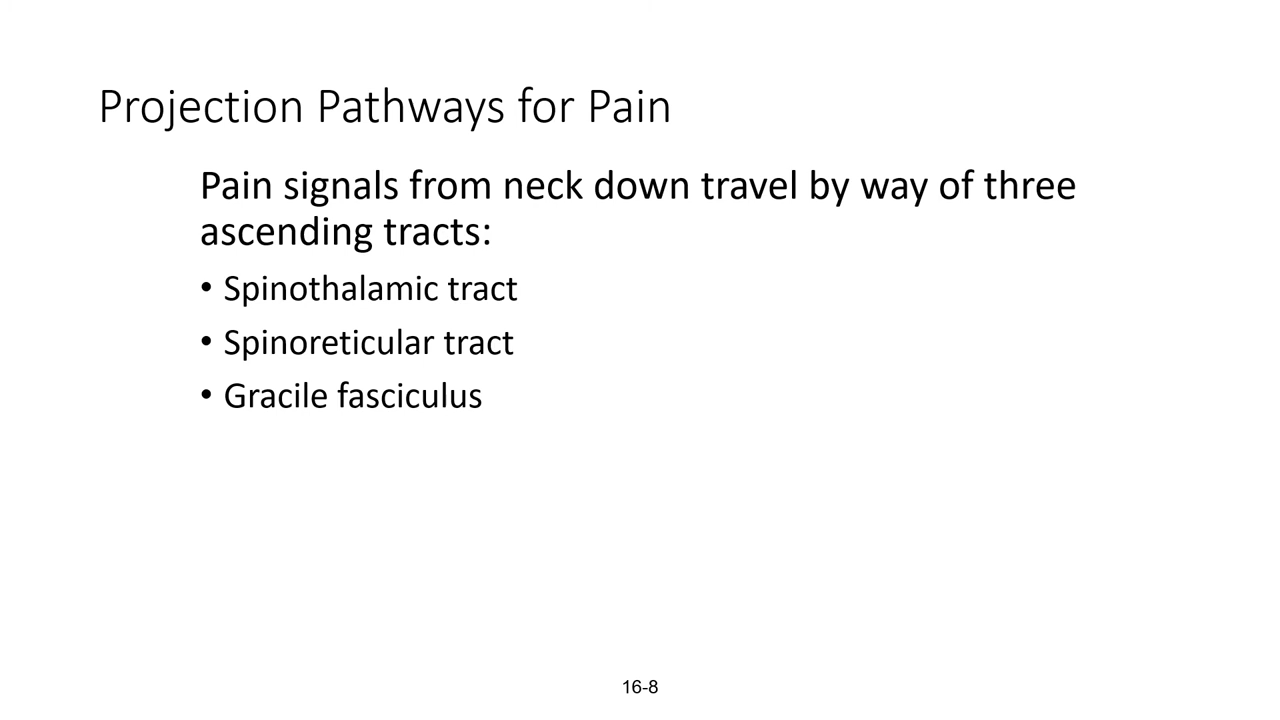 Projection Pathways for Pain
Pain signals from neck down travel by way of three
ascending tracts:
• Spinothalamic tract
• Spinoreticular tract
• Gracile fasciculus
16-8